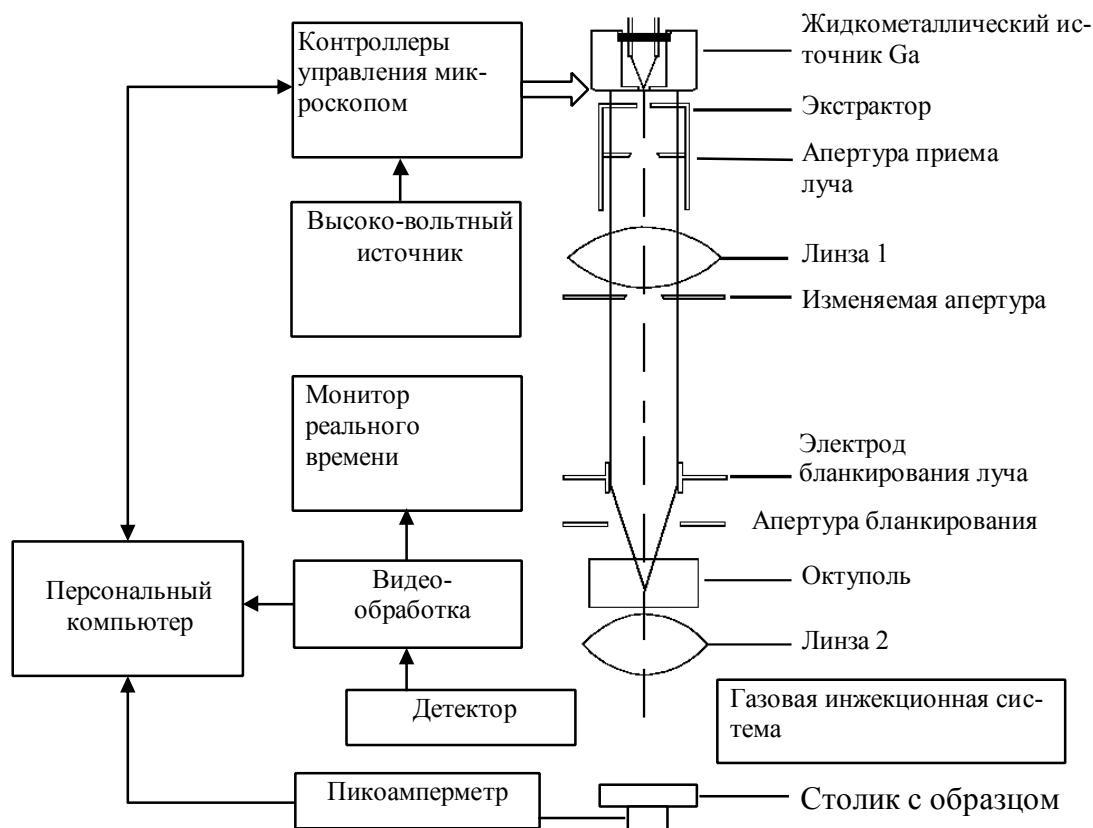 Контроллеры
управления мик-
роскопом
Высоко-вольтный
источник
Монитор
реального
времени
Персональный
компьютер
Видео-
обработка
Детектор
Пикоамперметр
Жидкометаллический ис-
точник Ga
Экстрактор
Апертура приема
луча
Линза 1
Изменяемая апертура
Электрод
бланкирования луча
Апертура бланкирования
Октуполь
Линза 2
Газовая инжекционная сис-
тема
Столик с образцом